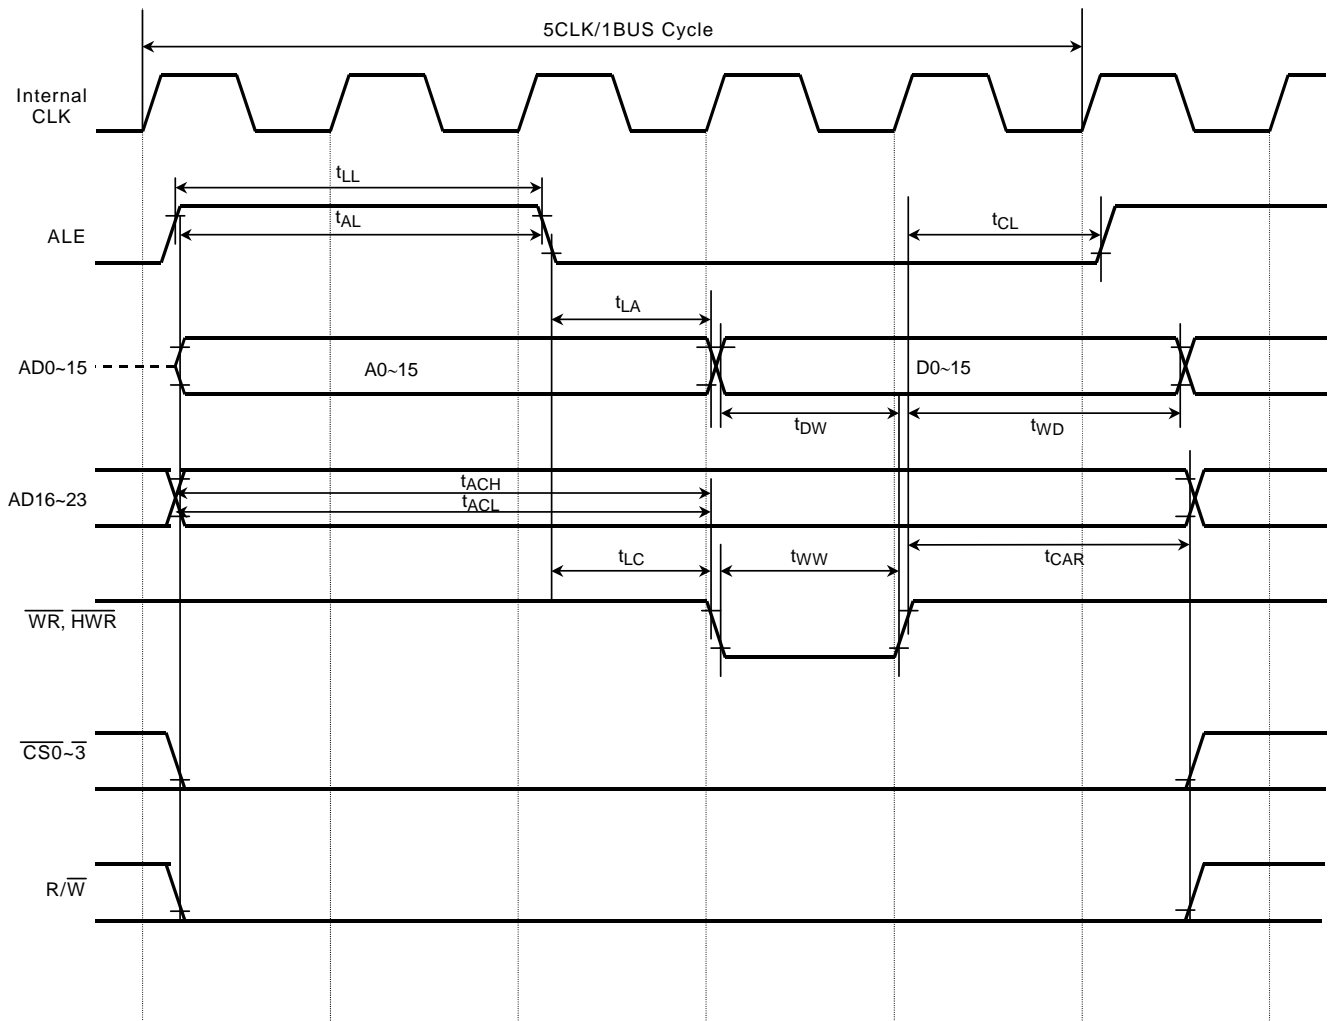 5CLK/1BUS Cycle
Internal
CLK
tLL
ALE
tAL
tCL
tLA
AD0~15
A0~15
D0~15
tDW
tWD
AD16~23
tACH
tACL
tLC
tWW
tCAR
WR, HWR
CS0~3
R/W